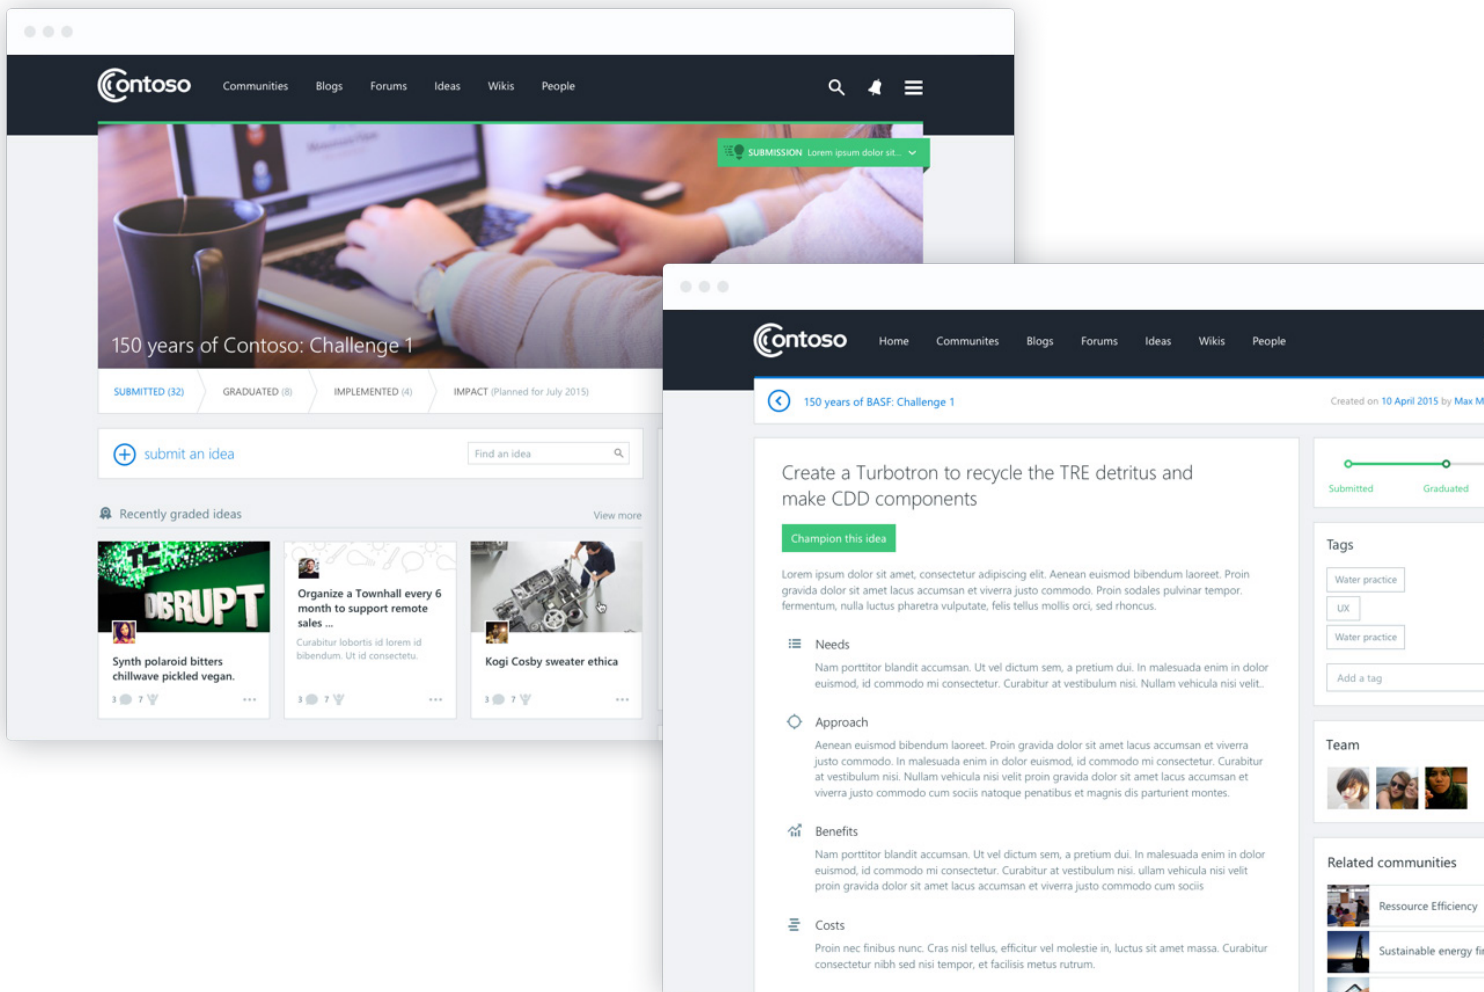 Contoso
Communities Blogs Forums Ideas Wikis People
SUBMISSION Lorem ipsum dolor sit...
150 years of Contoso: Challenge 1
SUBMITTED (32) GRADUATED (8) IMPLEMENTED (4) IMPACT (Planned for July 2015)
submit an idea
Find an idea
Recently graded ideas
View more
DISRUPT
Synth polaroid bitters
chillwave pickled vegan.
3 7
Organize a Townhall every 6
month to support remote
sales ...
Curabitur lobortis id lorem id
bibendum. Ut id consectetu.
3 7
Kogi Cosby sweater ethica
3 7
Contoso
Home Communites Blogs Forums Ideas Wikis People
150 years of BASF: Challenge 1
Created on 10 April 2015 by Max M
Create a Turbotron to recycle the TRE detritus and
make CDD components
Champion this idea
Lorem ipsum dolor sit amet, consectetur adipiscing elit. Aenean euismod bibendum laoreet. Proin
gravida dolor sit amet lacus accumsan et viverra justo commodo. Proin sodales pulvinar tempor.
fermentum, nulla luctus pharetra vulputate, felis tellus mollis orci, sed rhoncus.
Needs
Nam porttitor blandit accumsan. Ut vel dictum sem, a pretium dui. In malesuada enim in dolor
euismod, id commodo mi consectetur. Curabitur at vestibulum nisi. Nullam vehicula nisi velit..
Approach
Aenean euismod bibendum laoreet. Proin gravida dolor sit amet lacus accumsan et viverra
justo commodo. In malesuada enim in dolor euismod, id commodo mi consectetur. Curabitur
at vestibulum nisi. Nullam vehicula nisi velit proin gravida dolor sit amet lacus accumsan et
viverra justo commodo cum sociis natoque penatibus et magnis dis parturient montes.
Benefits
Nam porttitor blandit accumsan. Ut vel dictum sem, a pretium dui. In malesuada enim in dolor
euismod, id commodo mi consectetur. Curabitur at vestibulum nisi. ullam vehicula nisi velit
proin gravida dolor sit amet lacus accumsan et viverra justo commodo cum sociis
Costs
Proin nec finibus nunc. Cras nisl tellus, efficitur vel molestie in, luctus sit amet massa. Curabitur
consectetur nibh sed nisi tempor, et facilisis metus rutrum.
Submitted Graduated
Tags
Water practice
UX
Water practice
Add a tag
Team
Related communities
Ressource Efficiency
Sustainable energy fi